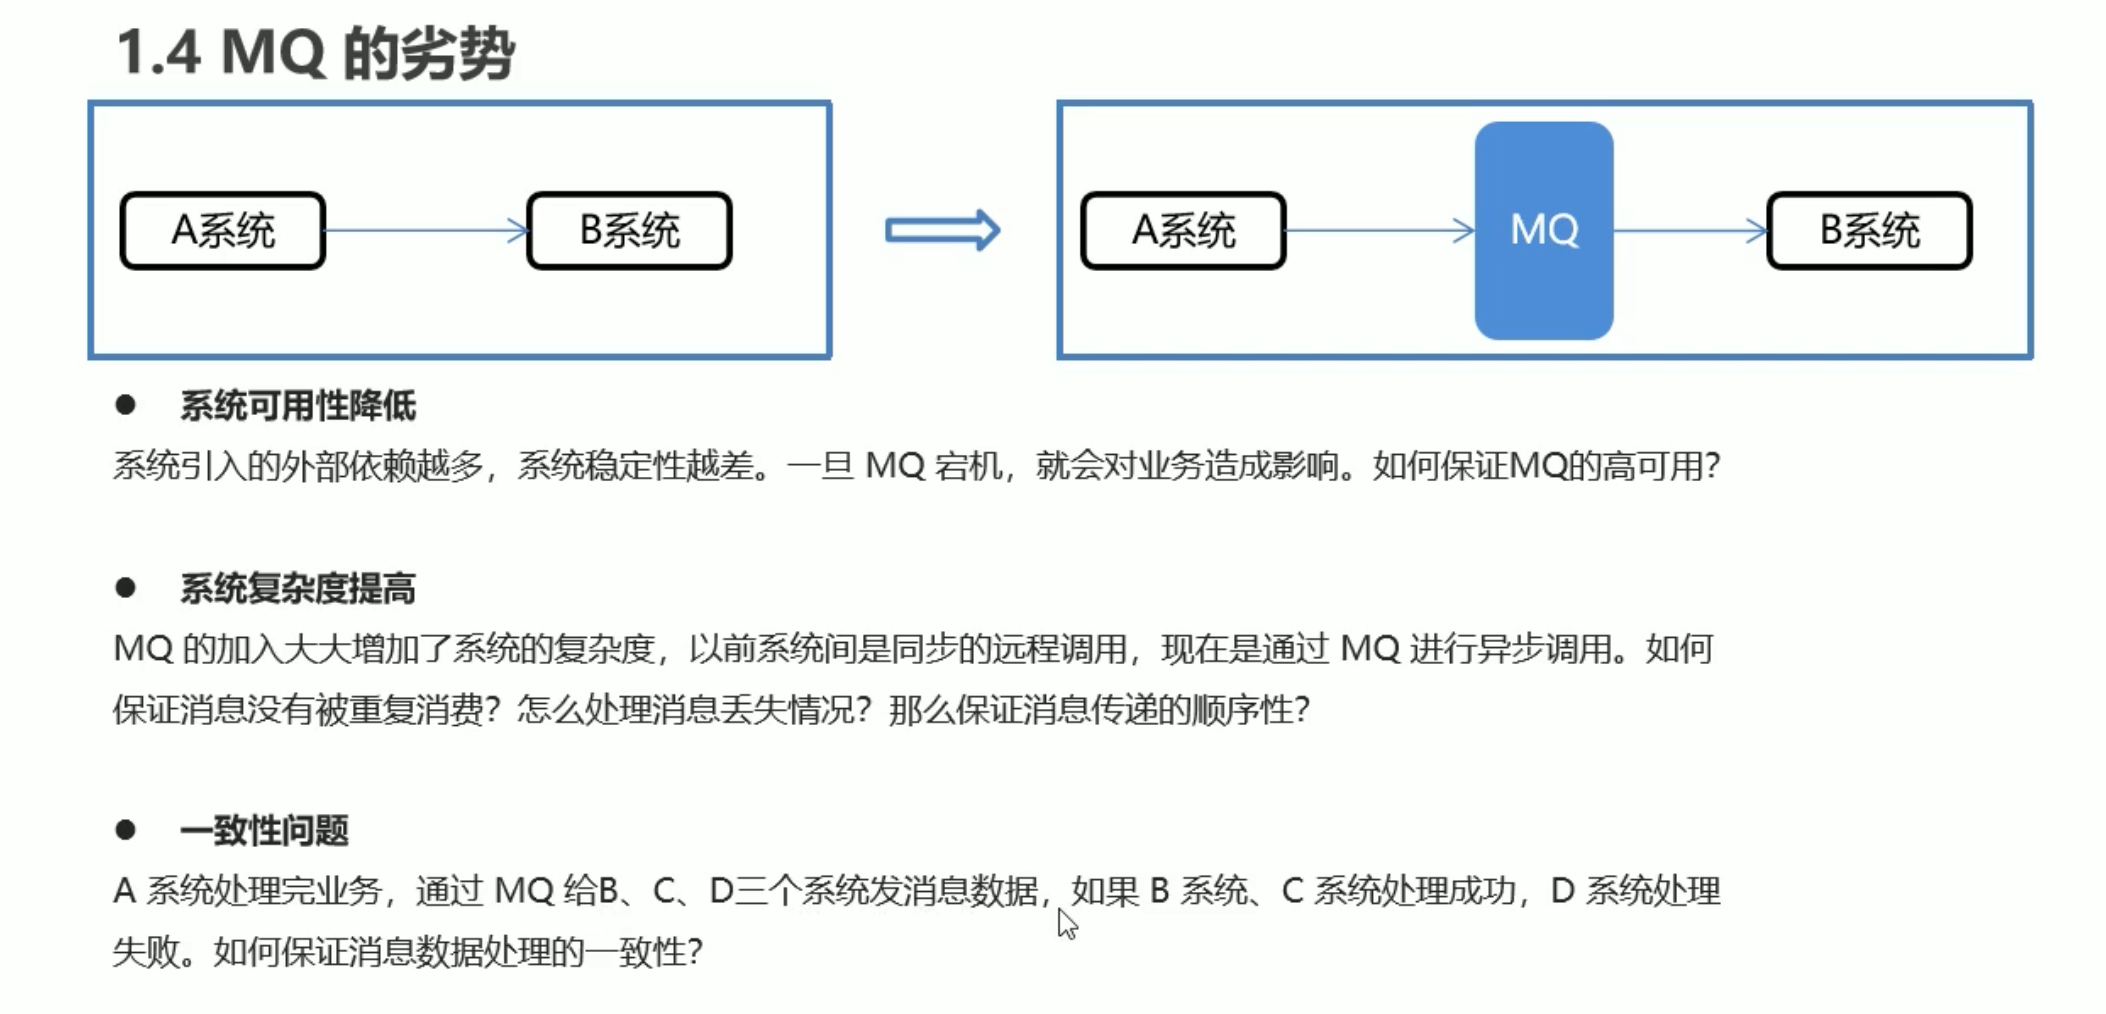 1.4 MQ 的劣势
A系统
B系统
A系统
MQ
B系统
● 系统可用性降低
系统引入的外部依赖越多，系统稳定性越差。一旦 MQ 宕机，就会对业务造成影响。如何保证MQ的高可用？
● 系统复杂度提高
MQ 的加入大大增加了系统的复杂度，以前系统间是同步的远程调用，现在是通过 MQ 进行异步调用。如何
保证消息没有被重复消费？怎么处理消息丢失情况？那么保证消息传递的顺序性？
● 一致性问题
A 系统处理完业务，通过 MQ 给B、C、D三个系统发消息数据，如果 B 系统、C 系统处理成功，D 系统处理
失败。如何保证消息数据处理的一致性？